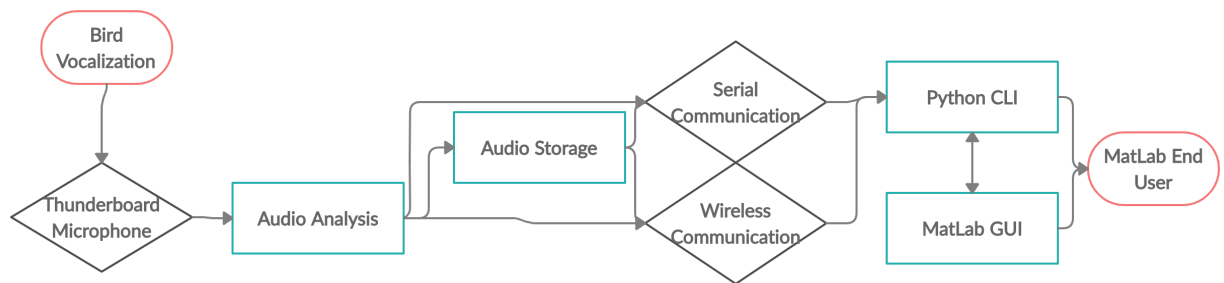 Bird
Vocalization
Thunderboard
Microphone
Audio Analysis
Audio Storage
Serial
Communication
Wireless
Communication
Python CLI
MatLab GUI
MatLab End
User